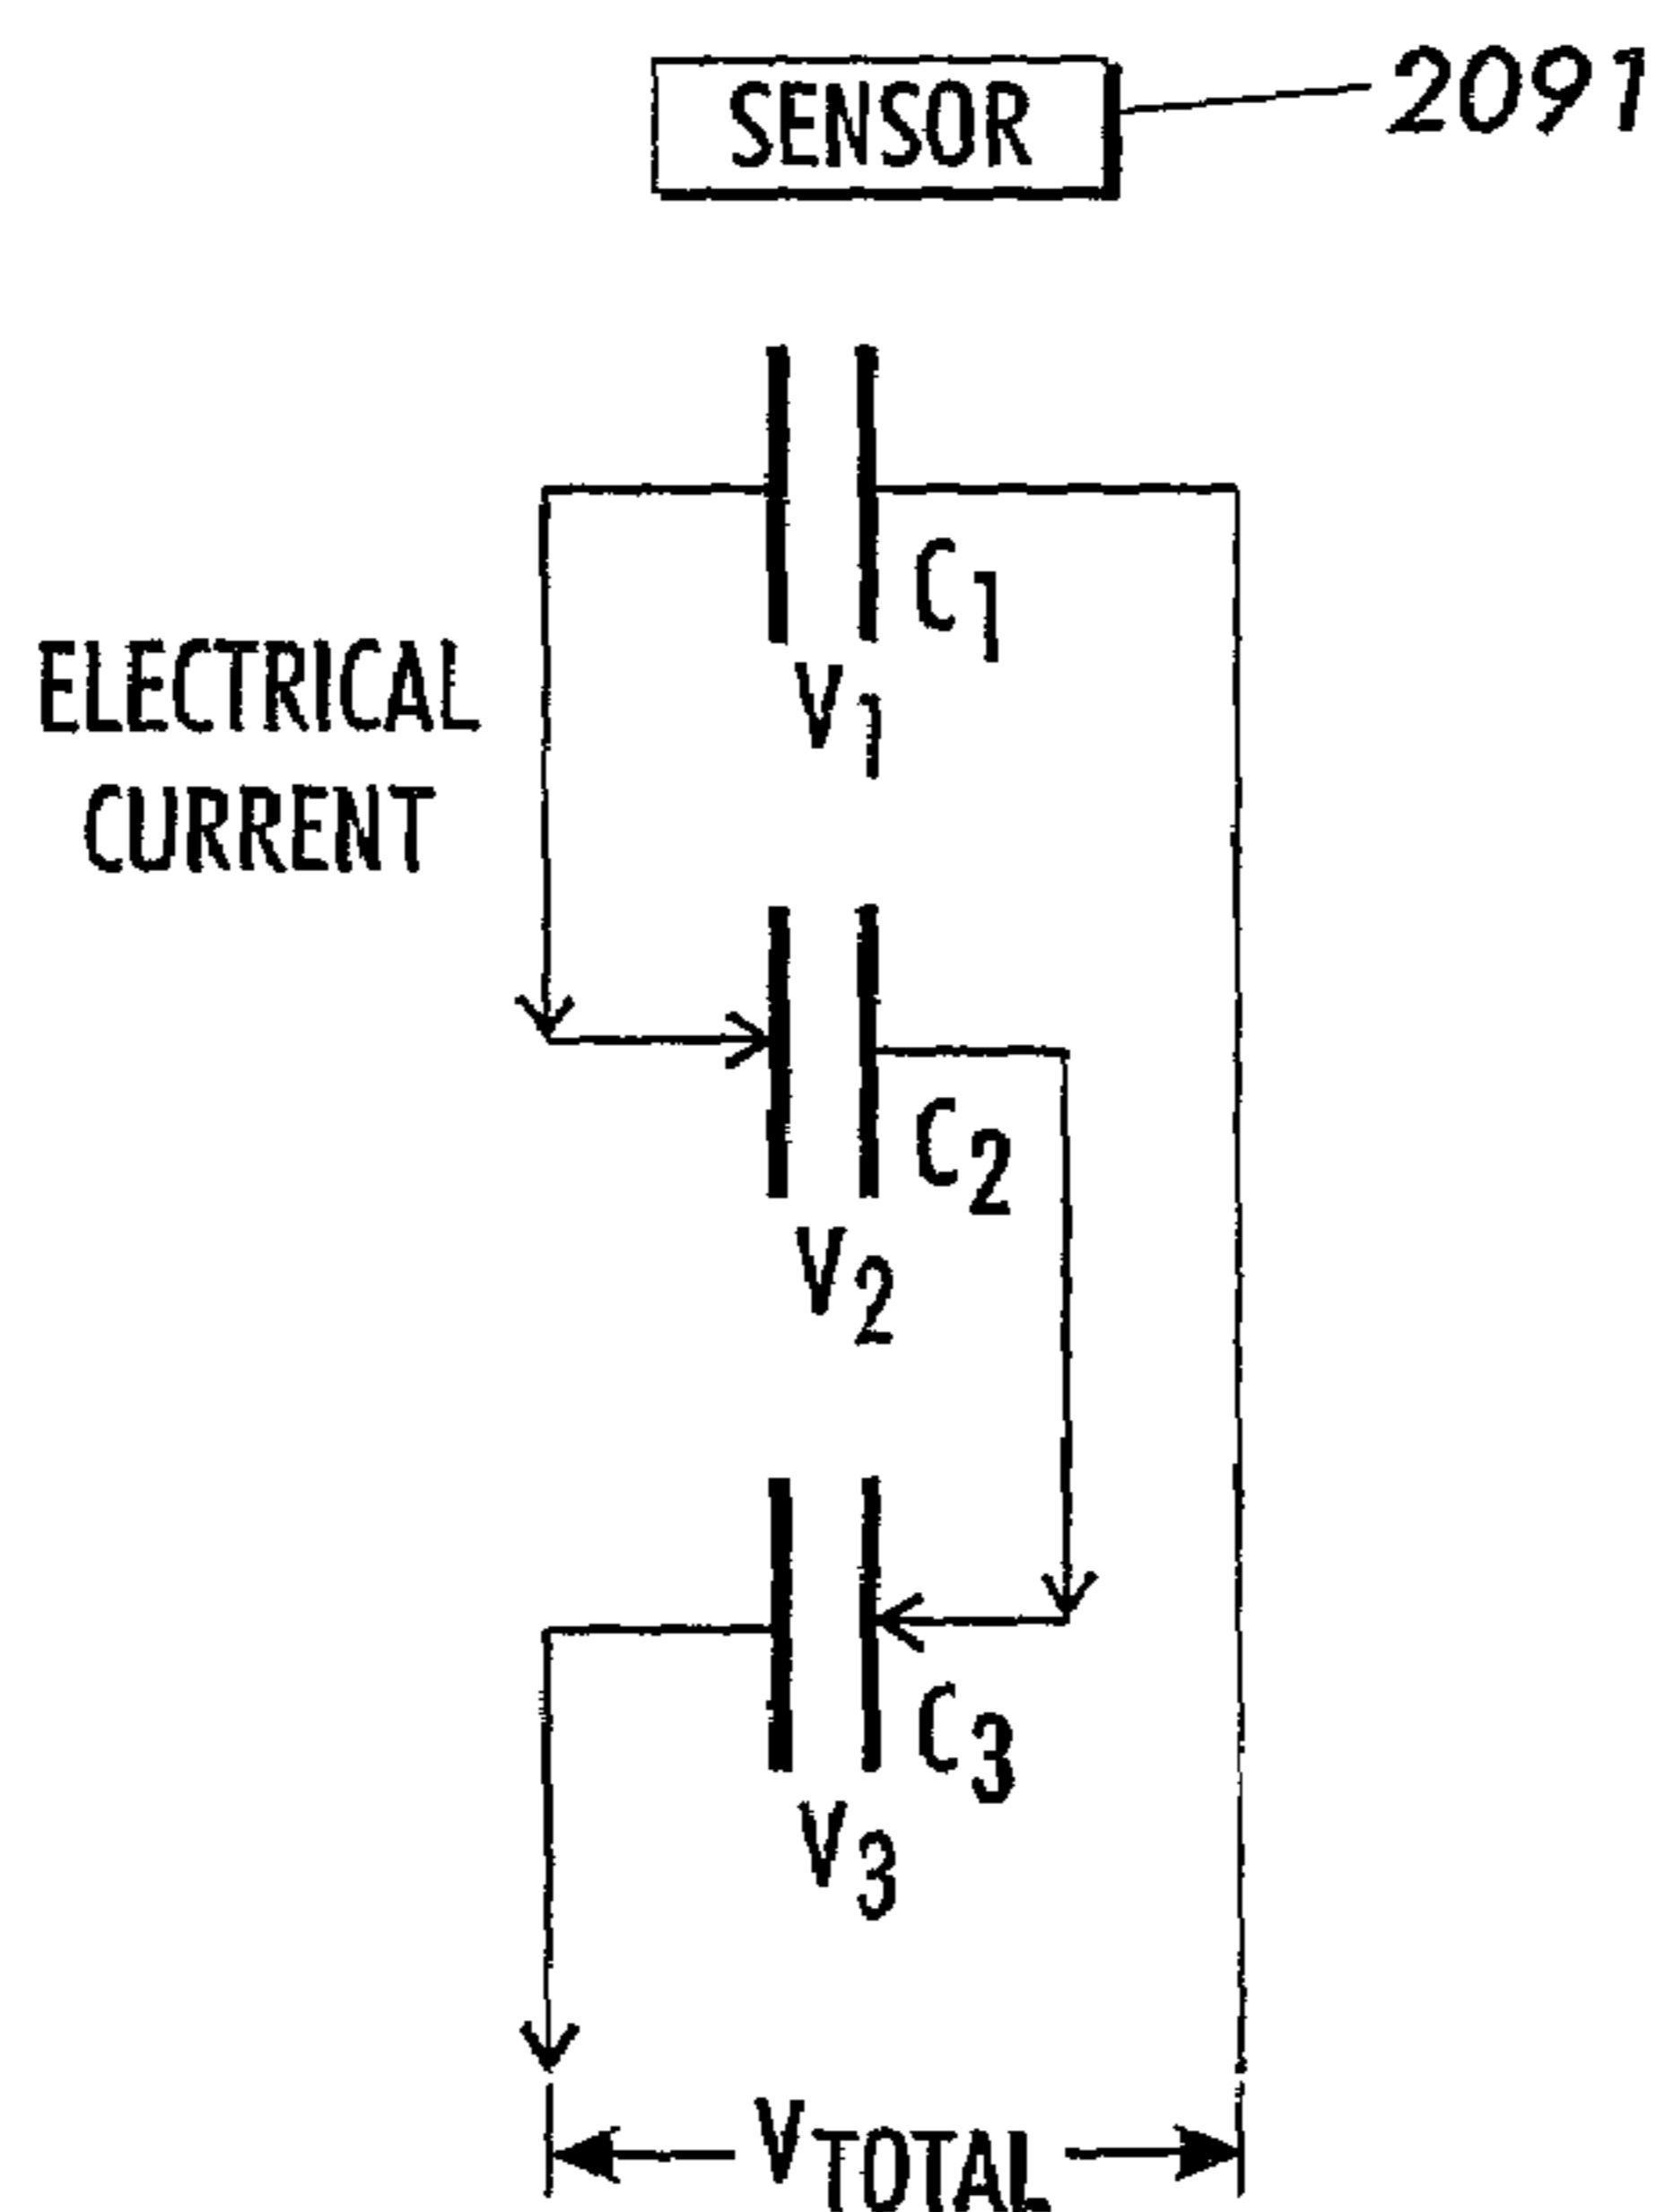 SENSOR
2091
C1
V1
ELECTRICAL
CURRENT
C2
V2
C3
V3
VTOTAL